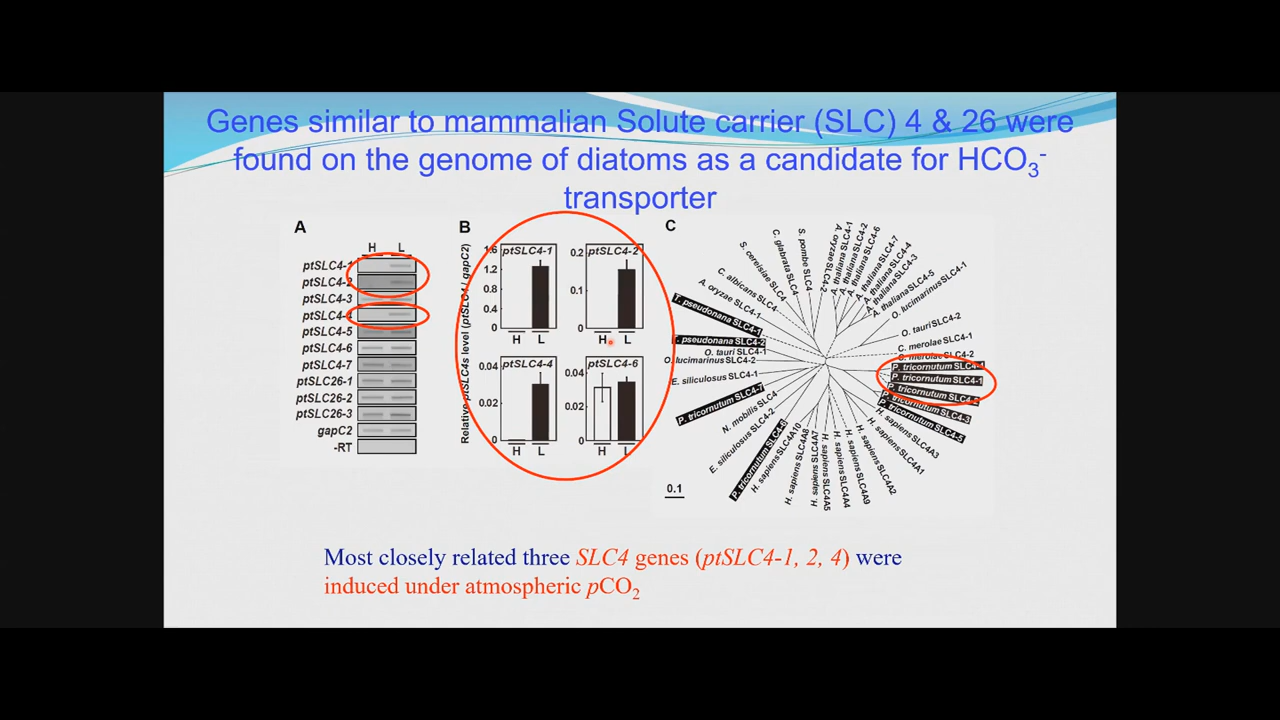 Genes similar to mammalian Solute carrier (SLC) 4 & 26 were
found on the genome of diatoms as a candidate for HCO₃⁻
transporter
A
H L
ptSLC4-1
ptSLC4-2
ptSLC4-3
ptSLC4-4
ptSLC4-5
ptSLC4-6
ptSLC4-7
ptSLC26-1
ptSLC26-2
ptSLC26-3
gapC2
-RT
B
Relative ptSLC4s level (ptSLC4 / gapC2)
ptSLC4-1
1.6
1.2
0.8
0.4
0
H L
ptSLC4-2
0.2
0.1
0
H L
ptSLC4-4
0.04
0.02
0
H L
ptSLC4-6
0.04
0.02
0
H L
C
T. pseudonana SLC4-1
A. oryzae SLC4-1
C. albicans SLC4
S. cerevisiae SLC4
C. glabrata SLC4
S. pombe SLC4
A. oryzae SLC4-2
A. thaliana SLC4-1
A. thaliana SLC4-2
A. thaliana SLC4-6
A. thaliana SLC4-7
A. thaliana SLC4-4
A. thaliana SLC4-3
A. thaliana SLC4-5
O. lucimarinus SLC4-1
O. tauri SLC4-2
C. merolae SLC4-1
C. merolae SLC4-2
P. tricornutum SLC4-4
P. tricornutum SLC4-1
P. tricornutum SLC4-2
P. tricornutum SLC4-3
P. tricornutum SLC4-5
H. sapiens SLC4A3
H. sapiens SLC4A1
H. sapiens SLC4A2
H. sapiens SLC4A9
H. sapiens SLC4A4
H. sapiens SLC4A5
H. sapiens SLC4A7
H. sapiens SLC4A8
H. sapiens SLC4A10
P. tricornutum SLC4-6
E. siliculosus SLC4-2
N. mobilis SLC4
P. tricornutum SLC4-7
E. siliculosus SLC4-1
O. lucimarinus SLC4-2
O. tauri SLC4-1
T. pseudonana SLC4-2
0.1
Most closely related three SLC4 genes (ptSLC4-1, 2, 4) were
induced under atmospheric pCO₂